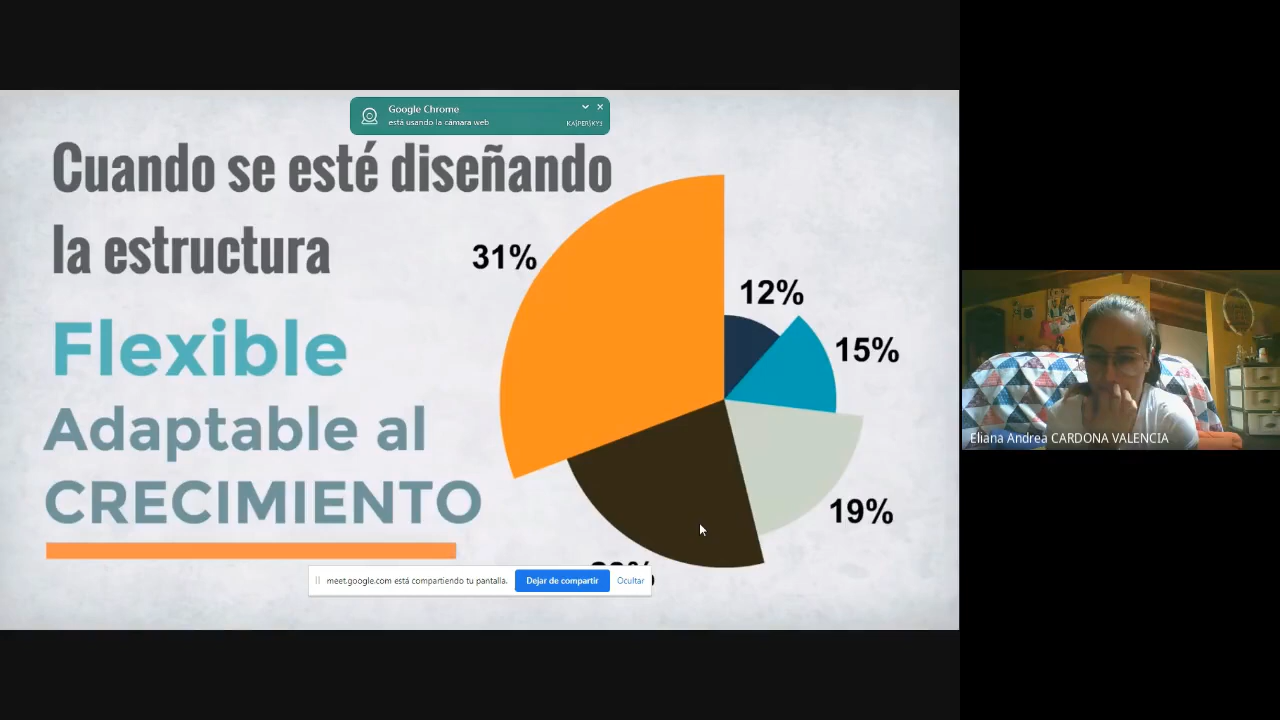 Google Chrome
está usando la cámara web
KASPERSKY
Cuando se esté diseñando
la estructura
Flexible
Adaptable al
CRECIMIENTO
31%
12%
15%
19%
meet.google.com está compartiendo tu pantalla.
Dejar de compartir
Ocultar
Eliana Andrea CARDONA VALENCIA